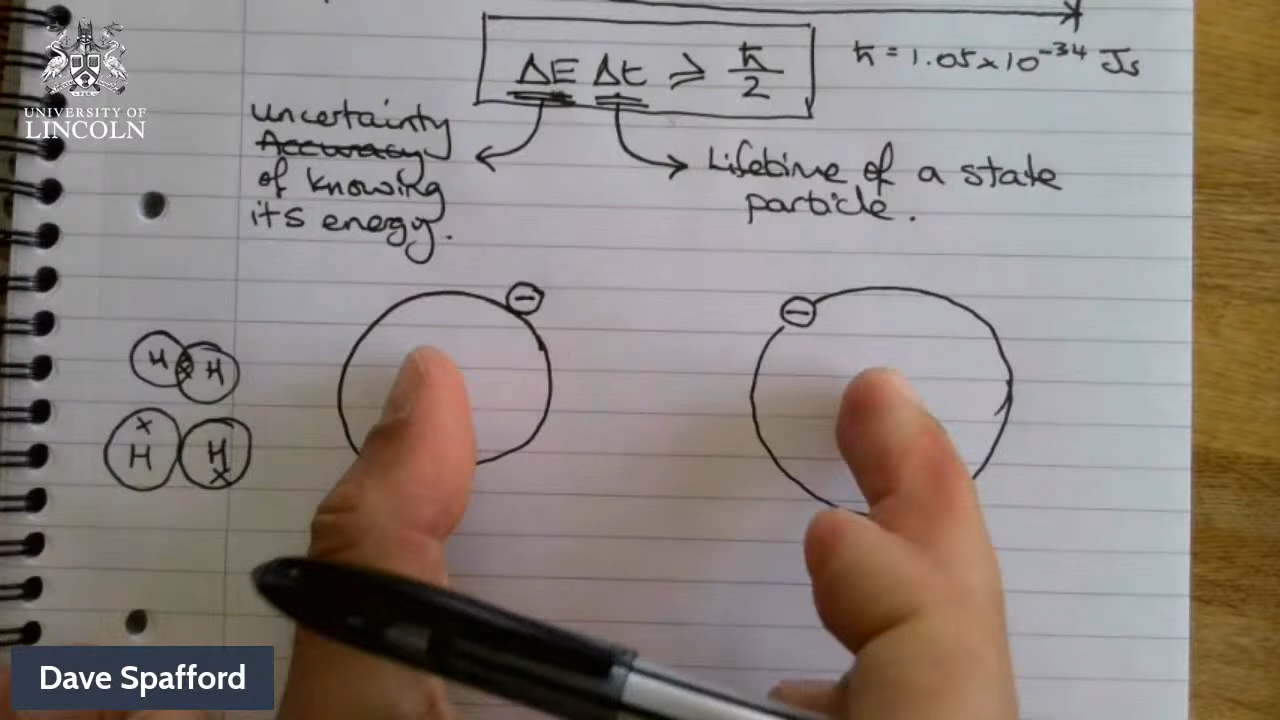 UNIVERSITY OF
LINCOLN
ΔE Δt ⩾ ħ/2
ħ = 1.05×10⁻³⁴ Js
uncertainty
Accuracy
of knowing
its energy.
Lifetime of a state
particle.
−
−
H H
x
H
H
x
Dave Spafford